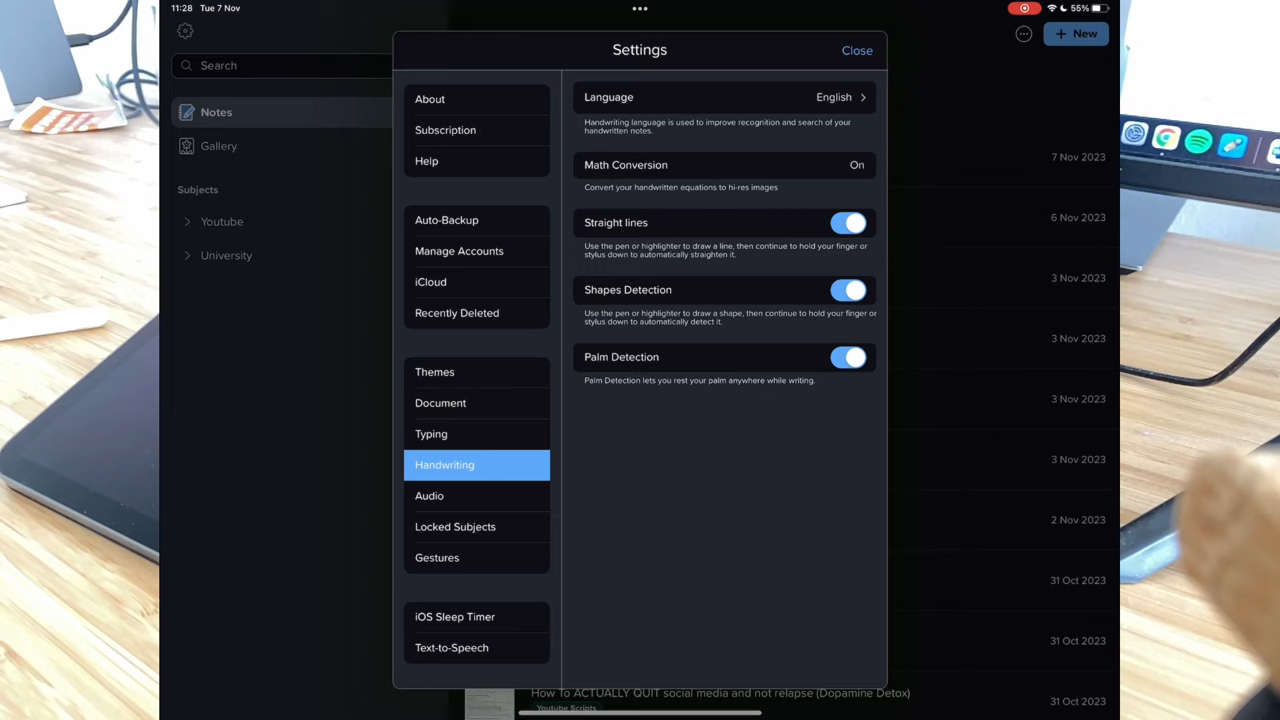 11:28 Tue 7 Nov
55%
New
Search
Notes
Gallery
Subjects
Youtube
University
Settings
Close
About
Subscription
Help
Auto-Backup
Manage Accounts
iCloud
Recently Deleted
Themes
Document
Typing
Handwriting
Audio
Locked Subjects
Gestures
iOS Sleep Timer
Text-to-Speech
Language English
Handwriting language is used to improve recognition and search of your
handwritten notes.
Math Conversion On
Convert your handwritten equations to hi-res images
Straight lines
Use the pen or highlighter to draw a line, then continue to hold your finger or
stylus down to automatically straighten it.
Shapes Detection
Use the pen or highlighter to draw a shape, then continue to hold your finger or
stylus down to automatically detect it.
Palm Detection
Palm Detection lets you rest your palm anywhere while writing.
7 Nov 2023
6 Nov 2023
3 Nov 2023
3 Nov 2023
3 Nov 2023
3 Nov 2023
2 Nov 2023
31 Oct 2023
31 Oct 2023
How To ACTUALLY QUIT social media and not relapse (Dopamine Detox)
Youtube Scripts
31 Oct 2023